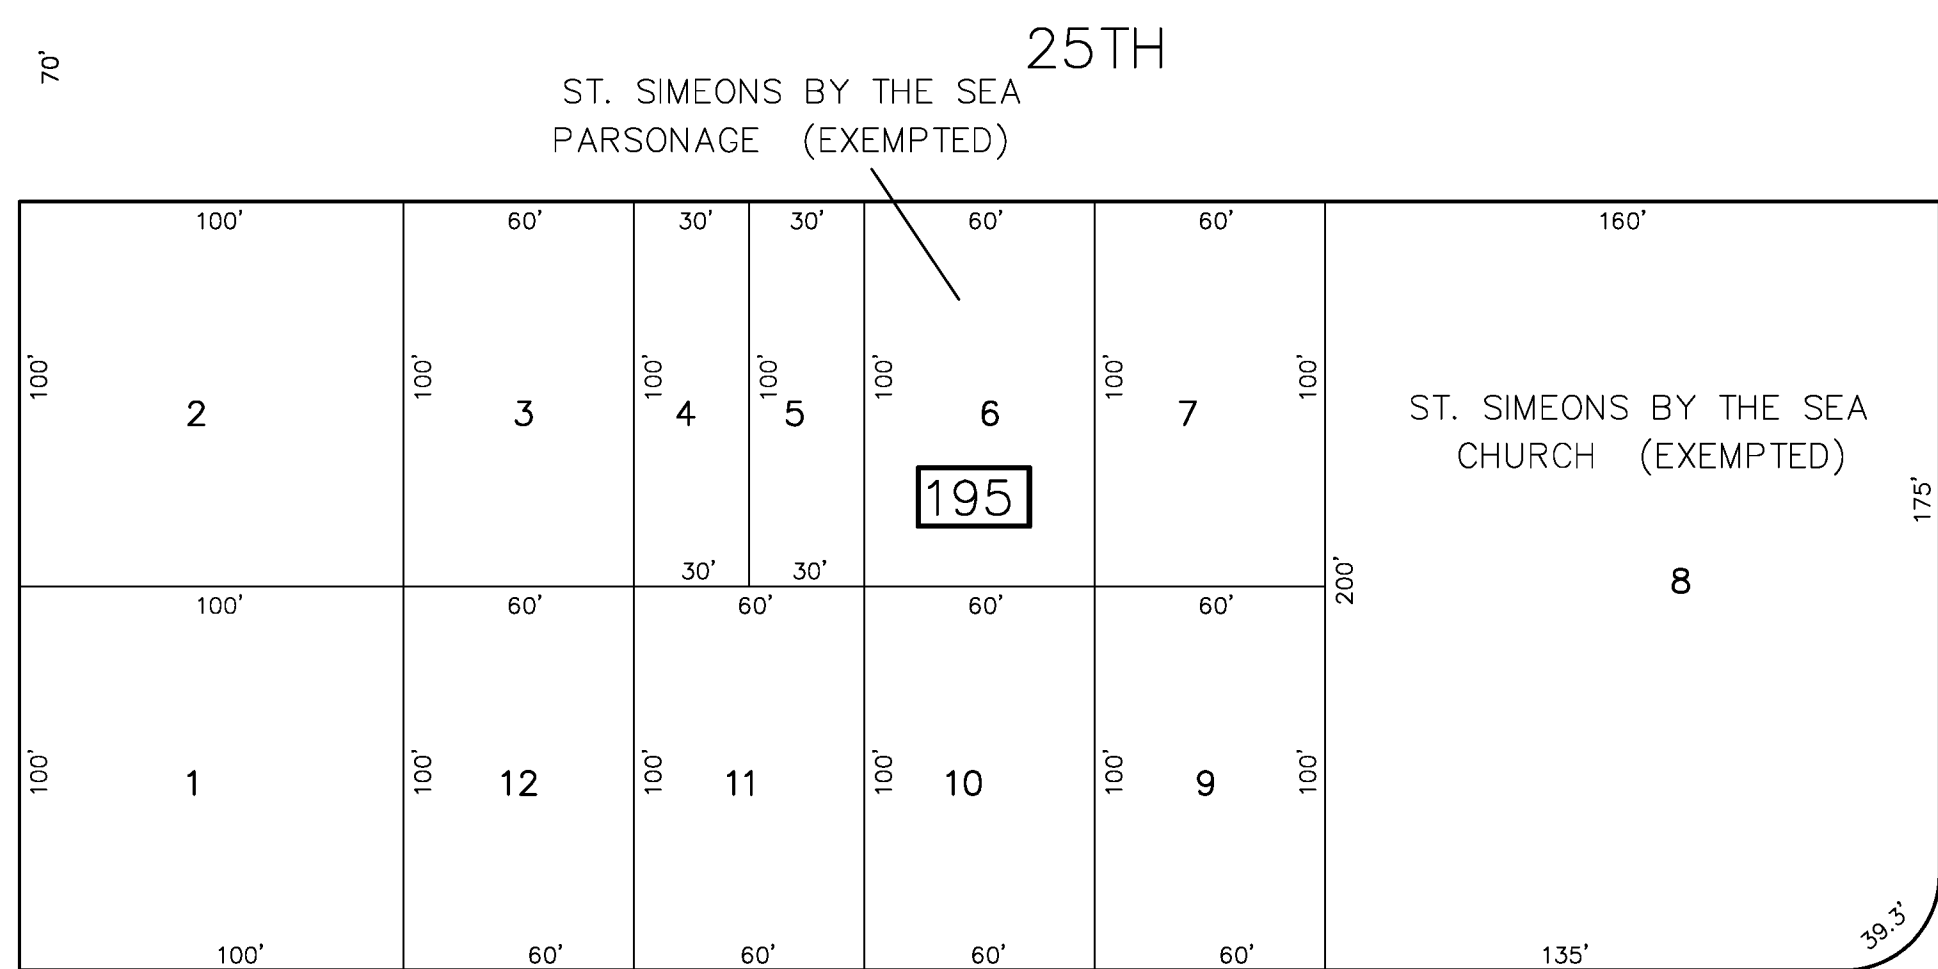 25TH
70'
ST. SIMEONS BY THE SEA
PARSONAGE (EXEMPTED)
100' 60' 30' 30' 60' 60' 160'
100' 100' 100' 100' 100' 100' 100'
2 3 4 5 6 7
ST. SIMEONS BY THE SEA
CHURCH (EXEMPTED)
195
175'
30' 30'
200'
8
100' 60' 60' 60' 60'
100' 100' 100' 100' 100' 100'
1 12 11 10 9
39.3'
100' 60' 60' 60' 60' 135'